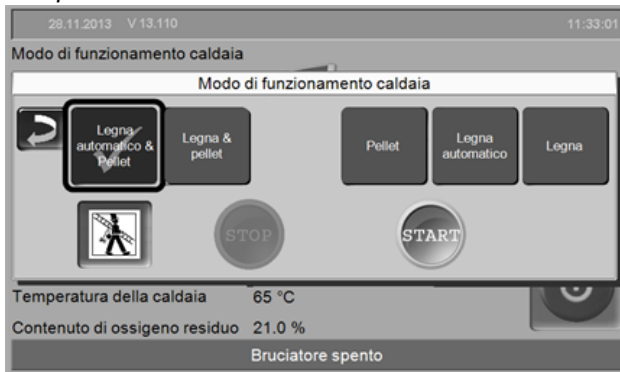 28.11.2013 V 13.110 11:33:01
Modo di funzionamento caldaia
Modo di funzionamento caldaia
Legna automatico & Pellet
Legna & pellet
Pellet
Legna automatico
Legna
STOP
START
Temperatura della caldaia 65 °C
Contenuto di ossigeno residuo 21.0 %
Bruciatore spento